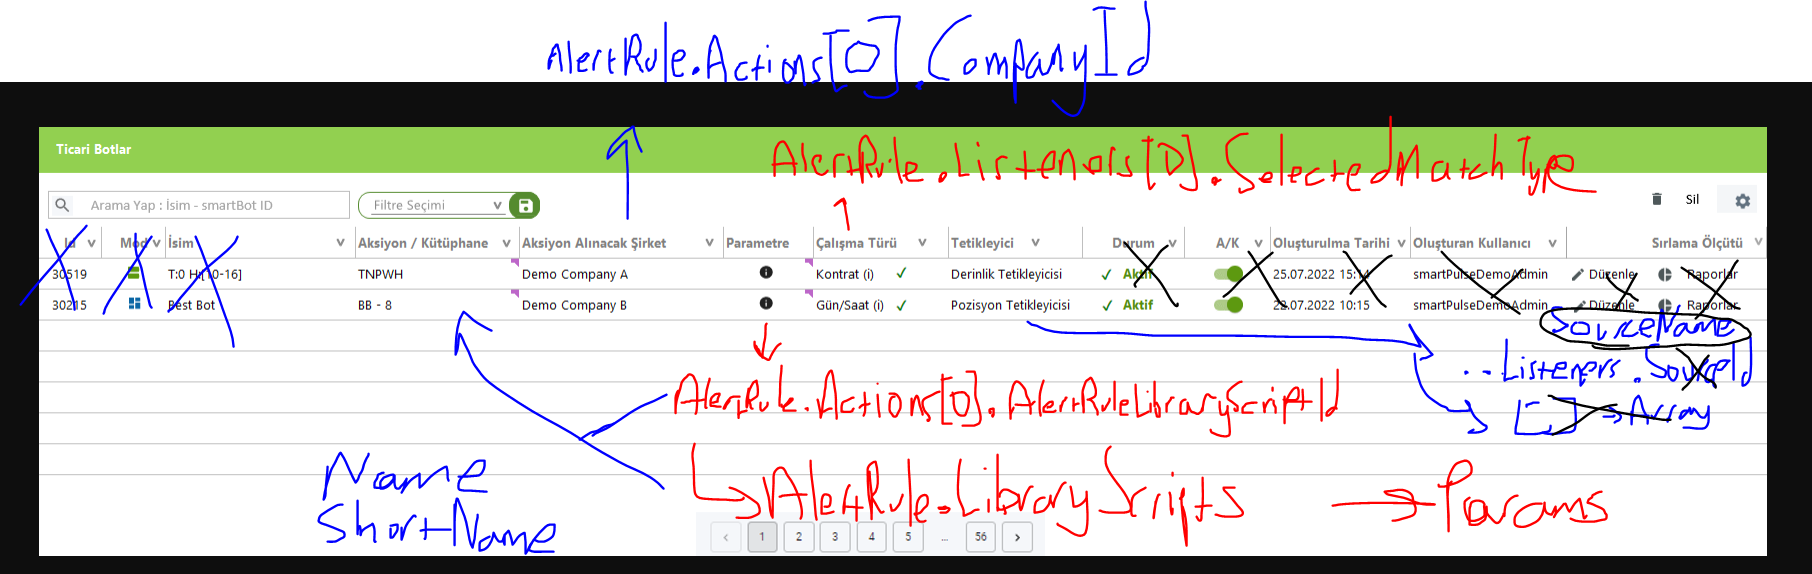 AlertRule.Actions[0].CompanyId
Ticari Botlar
AlertRule.Listeners[0].SelectedMatchType
Arama Yap : İsim - smartBot ID
Filtre Seçimi
Sil
Id Mod İsim Aksiyon / Kütüphane Aksiyon Alınacak Şirket Parametre Çalışma Türü Tetikleyici Durum A/K Oluşturulma Tarihi Oluşturan Kullanıcı Sırlama Ölçütü
30519 T:0 H:[10-16] TNPWH Demo Company A Kontrat (i) Derinlik Tetikleyicisi Aktif 25.07.2022 15:14 smartPulseDemoAdmin Düzenle Raporlar
30215 Best Bot BB - 8 Demo Company B Gün/Saat (i) Pozisyon Tetikleyicisi Aktif 22.07.2022 10:15 smartPulseDemoAdmin Düzenle Raporlar
SourceName
..Listeners.SourceId
AlertRule.Actions[0].AlertRuleLibraryScriptId
[] → Array
Name
ShortName
AlertRule.LibraryScripts → Params
< 1 2 3 4 5 ... 56 >